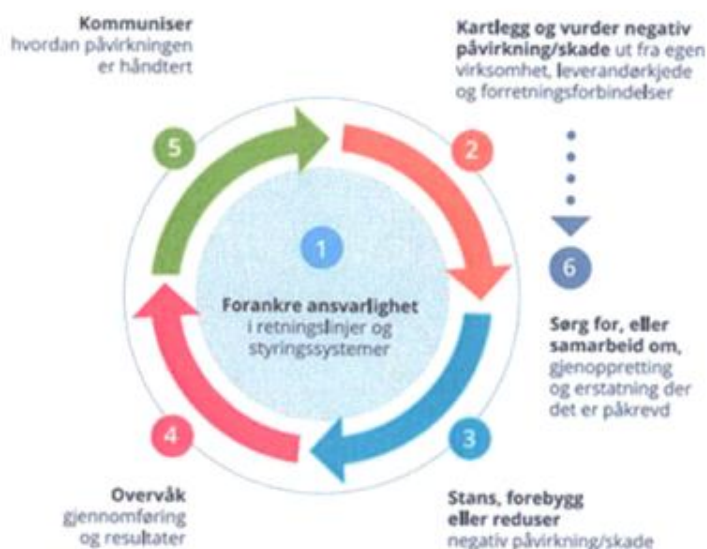 Kommuniser
hvordan påvirkningen
er håndtert
5
Kartlegg og vurder negativ
påvirkning/skade ut fra egen
virksomhet, leverandørkjede
og forretningsforbindelser
2
1
Forankre ansvarlighet
i retningslinjer og
styringssystemer
6
Sørg for, eller
samarbeid om,
gjenoppretting
og erstatning der
det er påkrevd
4
Overvåk
gjennomføring
og resultater
3
Stans, forebygg
eller reduser
negativ påvirkning/skade